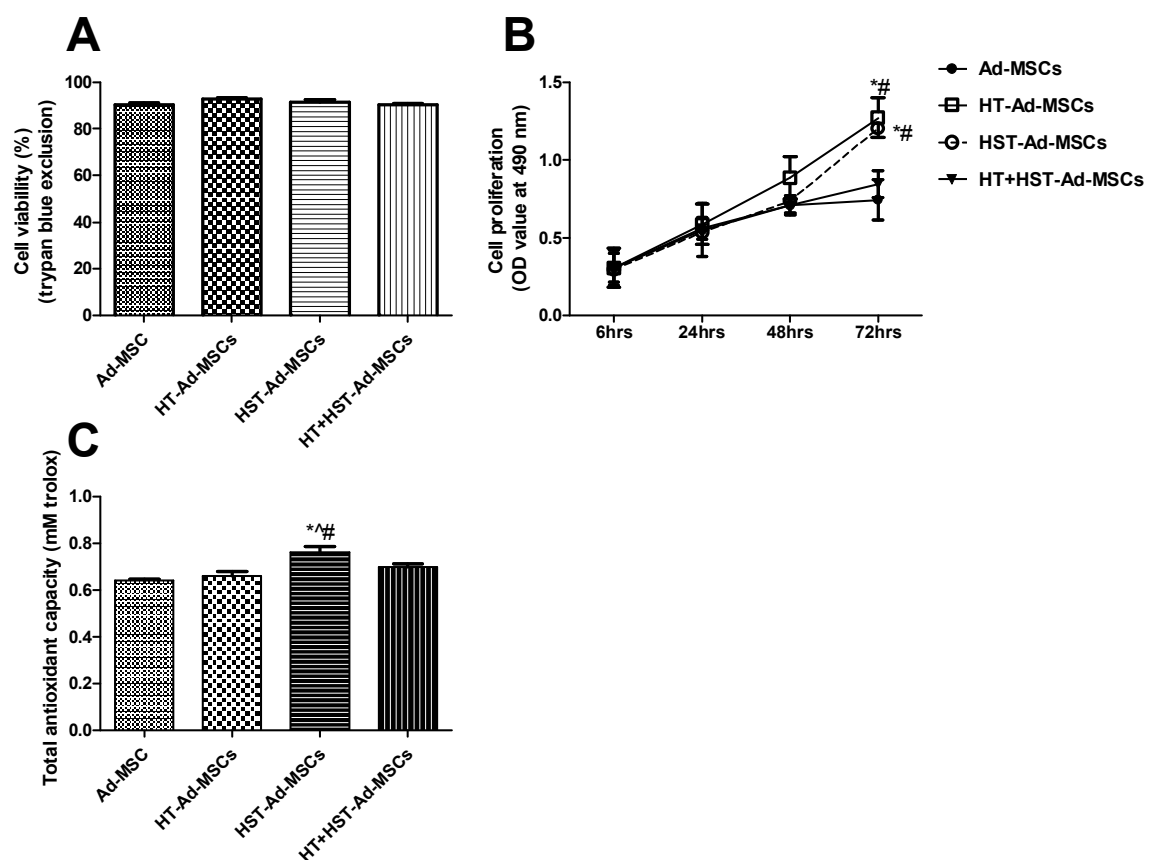 A
Cell viabillity (%)
(trypan blue exclusion)
100
80
60
40
20
0
Ad-MSC
HT-Ad-MSCs
HST-Ad-MSCs
HT+HST-Ad-MSCs
B
Cell proliferation
(OD value at 490 nm)
1.5
1.0
0.5
0.0
6hrs
24hrs
48hrs
72hrs
*#
*#
Ad-MSCs
HT-Ad-MSCs
HST-Ad-MSCs
HT+HST-Ad-MSCs
C
Total antioxidant capacity (mM trolox)
1.0
0.8
0.6
0.4
0.2
0.0
*^#
Ad-MSC
HT-Ad-MSCs
HST-Ad-MSCs
HT+HST-Ad-MSCs